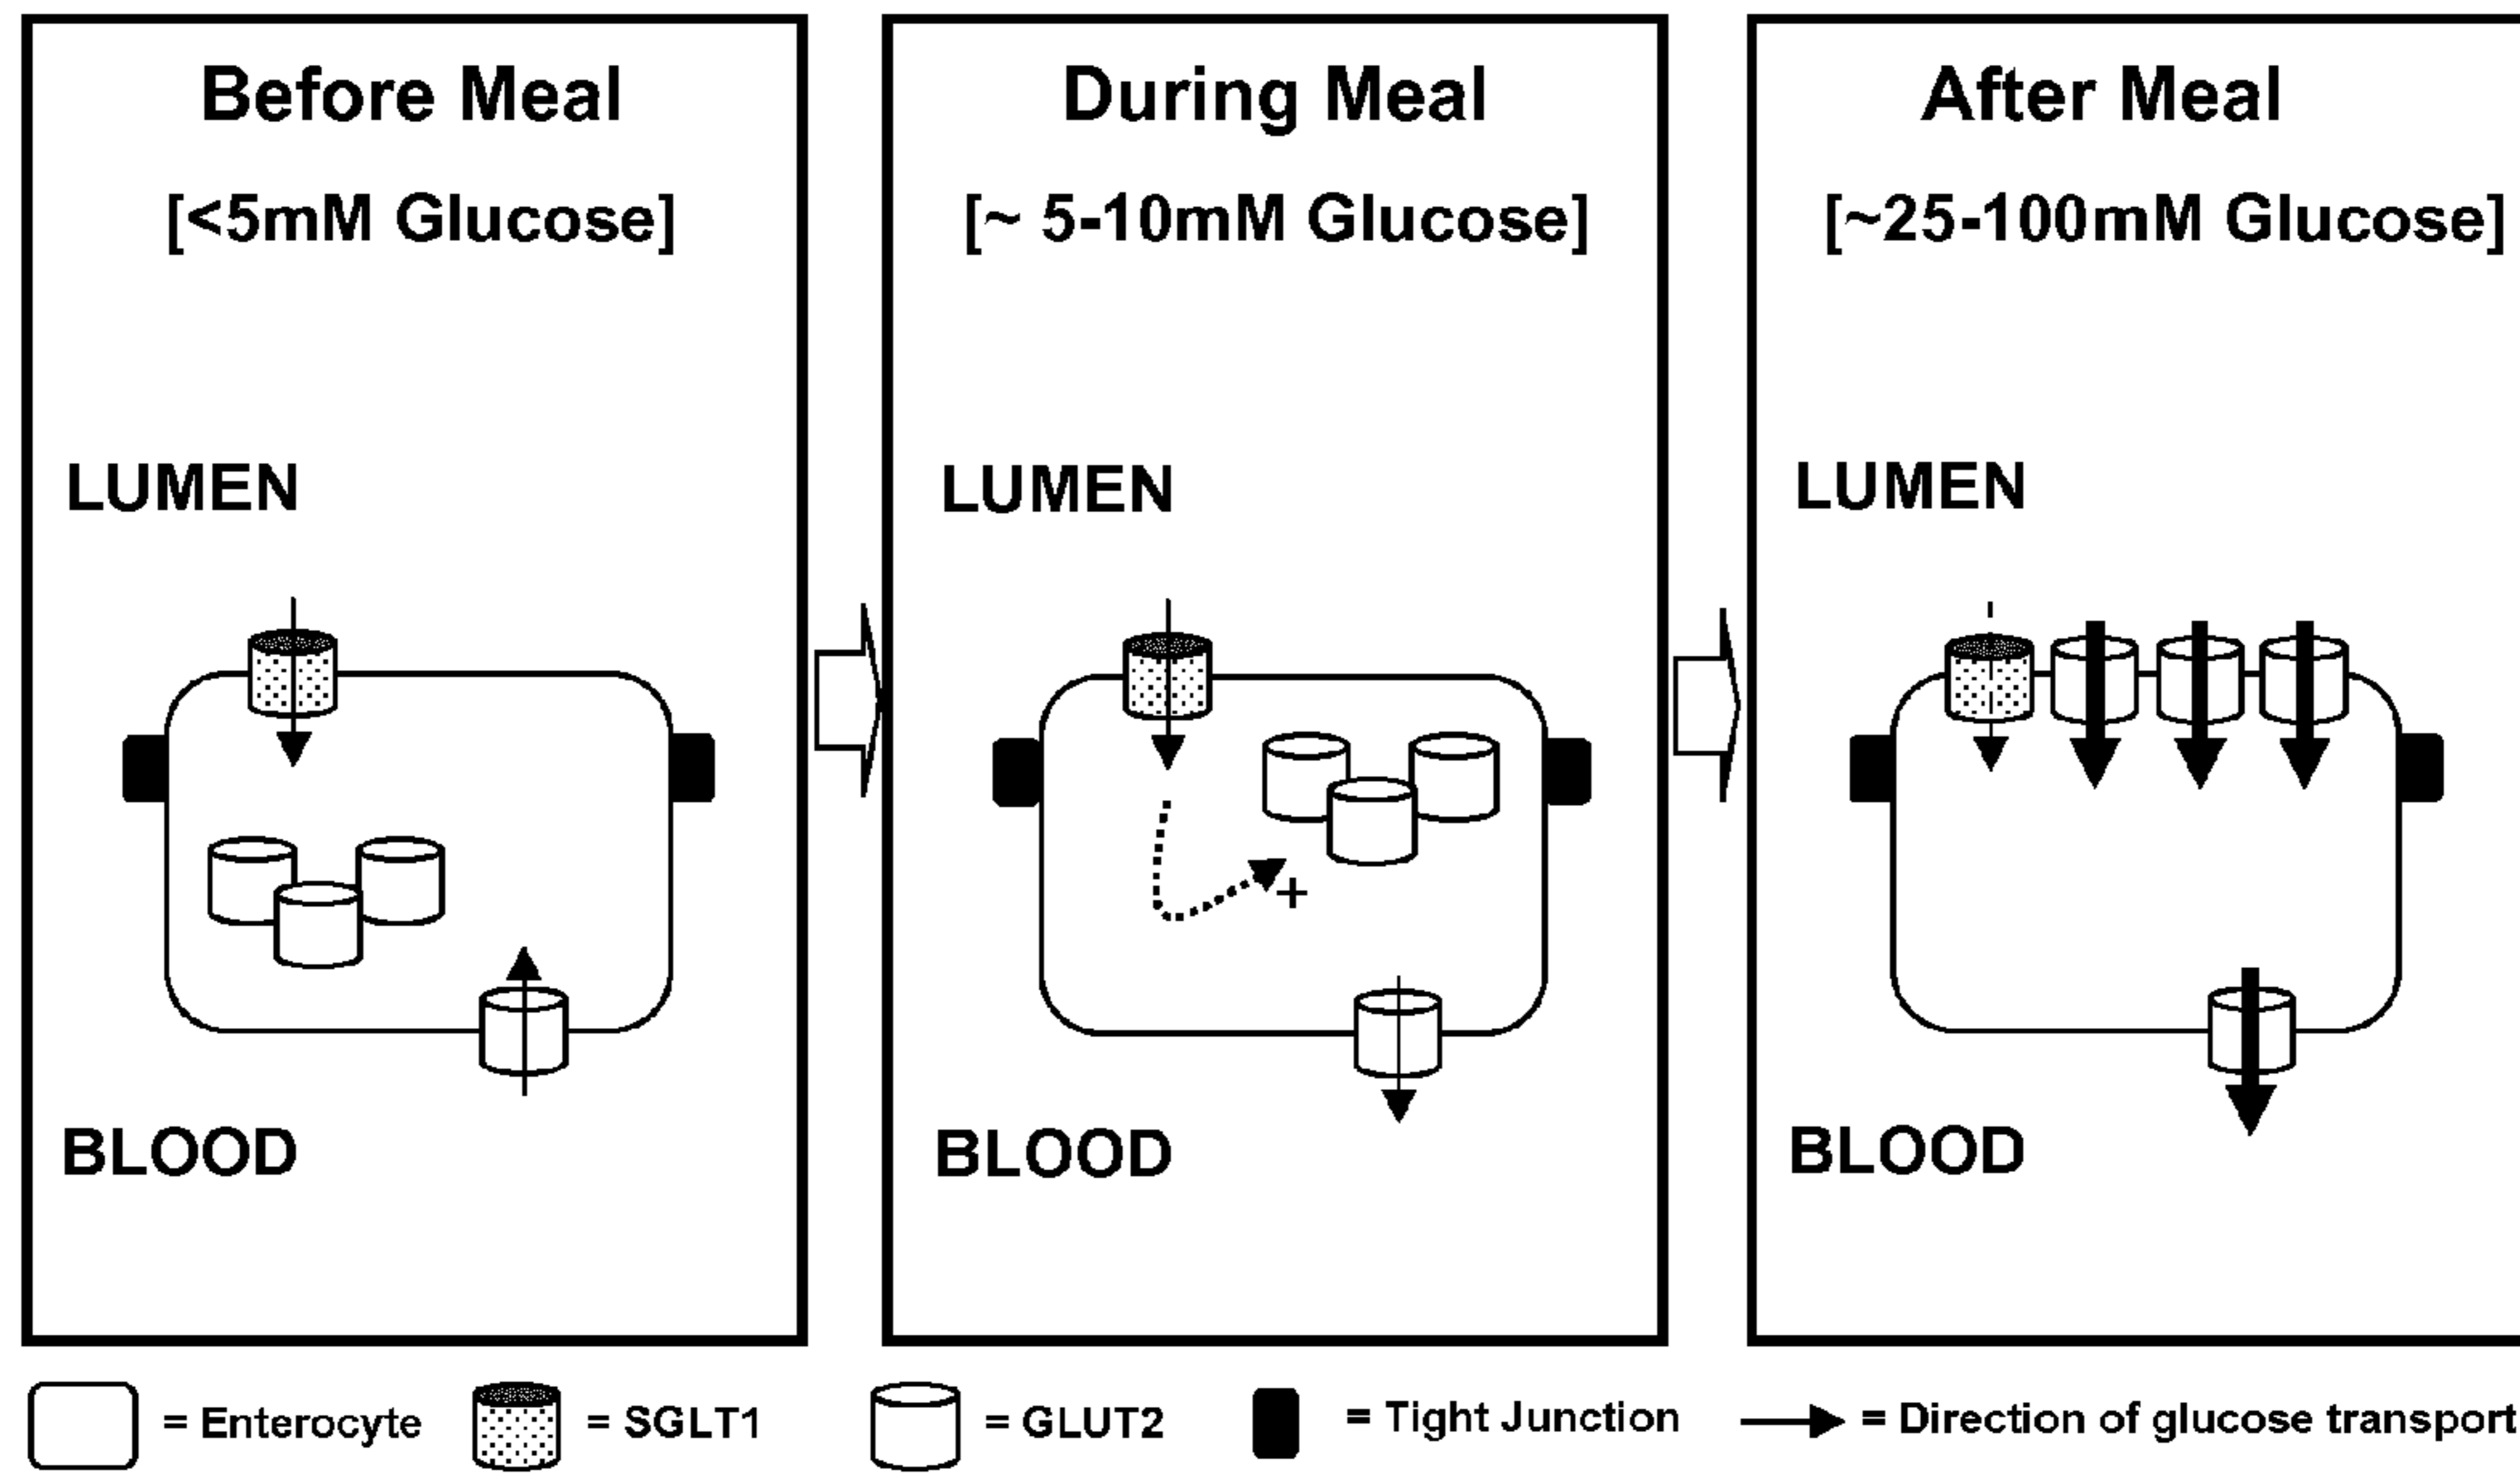 Before Meal
[<5mM Glucose]
LUMEN
BLOOD
During Meal
[~ 5-10mM Glucose]
LUMEN
+
BLOOD
After Meal
[~25-100mM Glucose]
LUMEN
BLOOD
= Enterocyte
= SGLT1
= GLUT2
= Tight Junction
= Direction of glucose transport